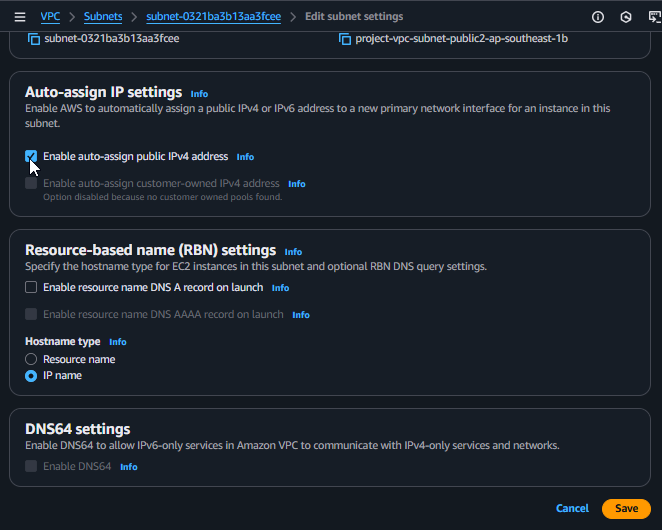 VPC > Subnets > subnet-0321ba3b13aa3fcee > Edit subnet settings
subnet-0321ba3b13aa3fcee project-vpc-subnet-public2-ap-southeast-1b
Auto-assign IP settings Info
Enable AWS to automatically assign a public IPv4 or IPv6 address to a new primary network interface for an instance in this
subnet.
Enable auto-assign public IPv4 address Info
Enable auto-assign customer-owned IPv4 address Info
Option disabled because no customer owned pools found.
Resource-based name (RBN) settings Info
Specify the hostname type for EC2 instances in this subnet and optional RBN DNS query settings.
Enable resource name DNS A record on launch Info
Enable resource name DNS AAAA record on launch Info
Hostname type Info
Resource name
IP name
DNS64 settings
Enable DNS64 to allow IPv6-only services in Amazon VPC to communicate with IPv4-only services and networks.
Enable DNS64 Info
Cancel Save